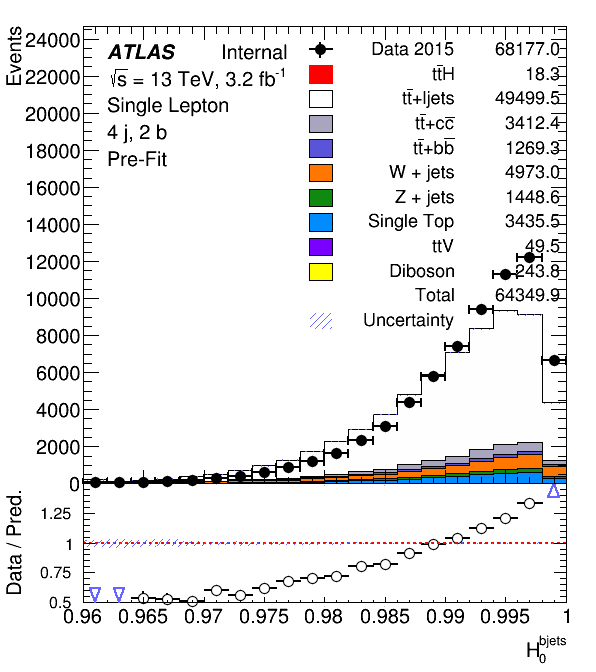 Events
24000
22000
20000
18000
16000
14000
12000
10000
8000
6000
4000
2000
0
ATLAS Internal
√s = 13 TeV, 3.2 fb⁻¹
Single Lepton
4 j, 2 b
Pre-Fit
Data 2015 68177.0
tt̄H 18.3
tt̄+ljets 49499.5
tt̄+cc̄ 3412.4
tt̄+bb̄ 1269.3
W + jets 4973.0
Z + jets 1448.6
Single Top 3435.5
ttV 49.5
Diboson 243.8
Total 64349.9
Uncertainty
Data / Pred.
1.25
1
0.75
0.5
0.96 0.965 0.97 0.975 0.98 0.985 0.99 0.995 1
H₀ᵇʲᵉᵗˢ